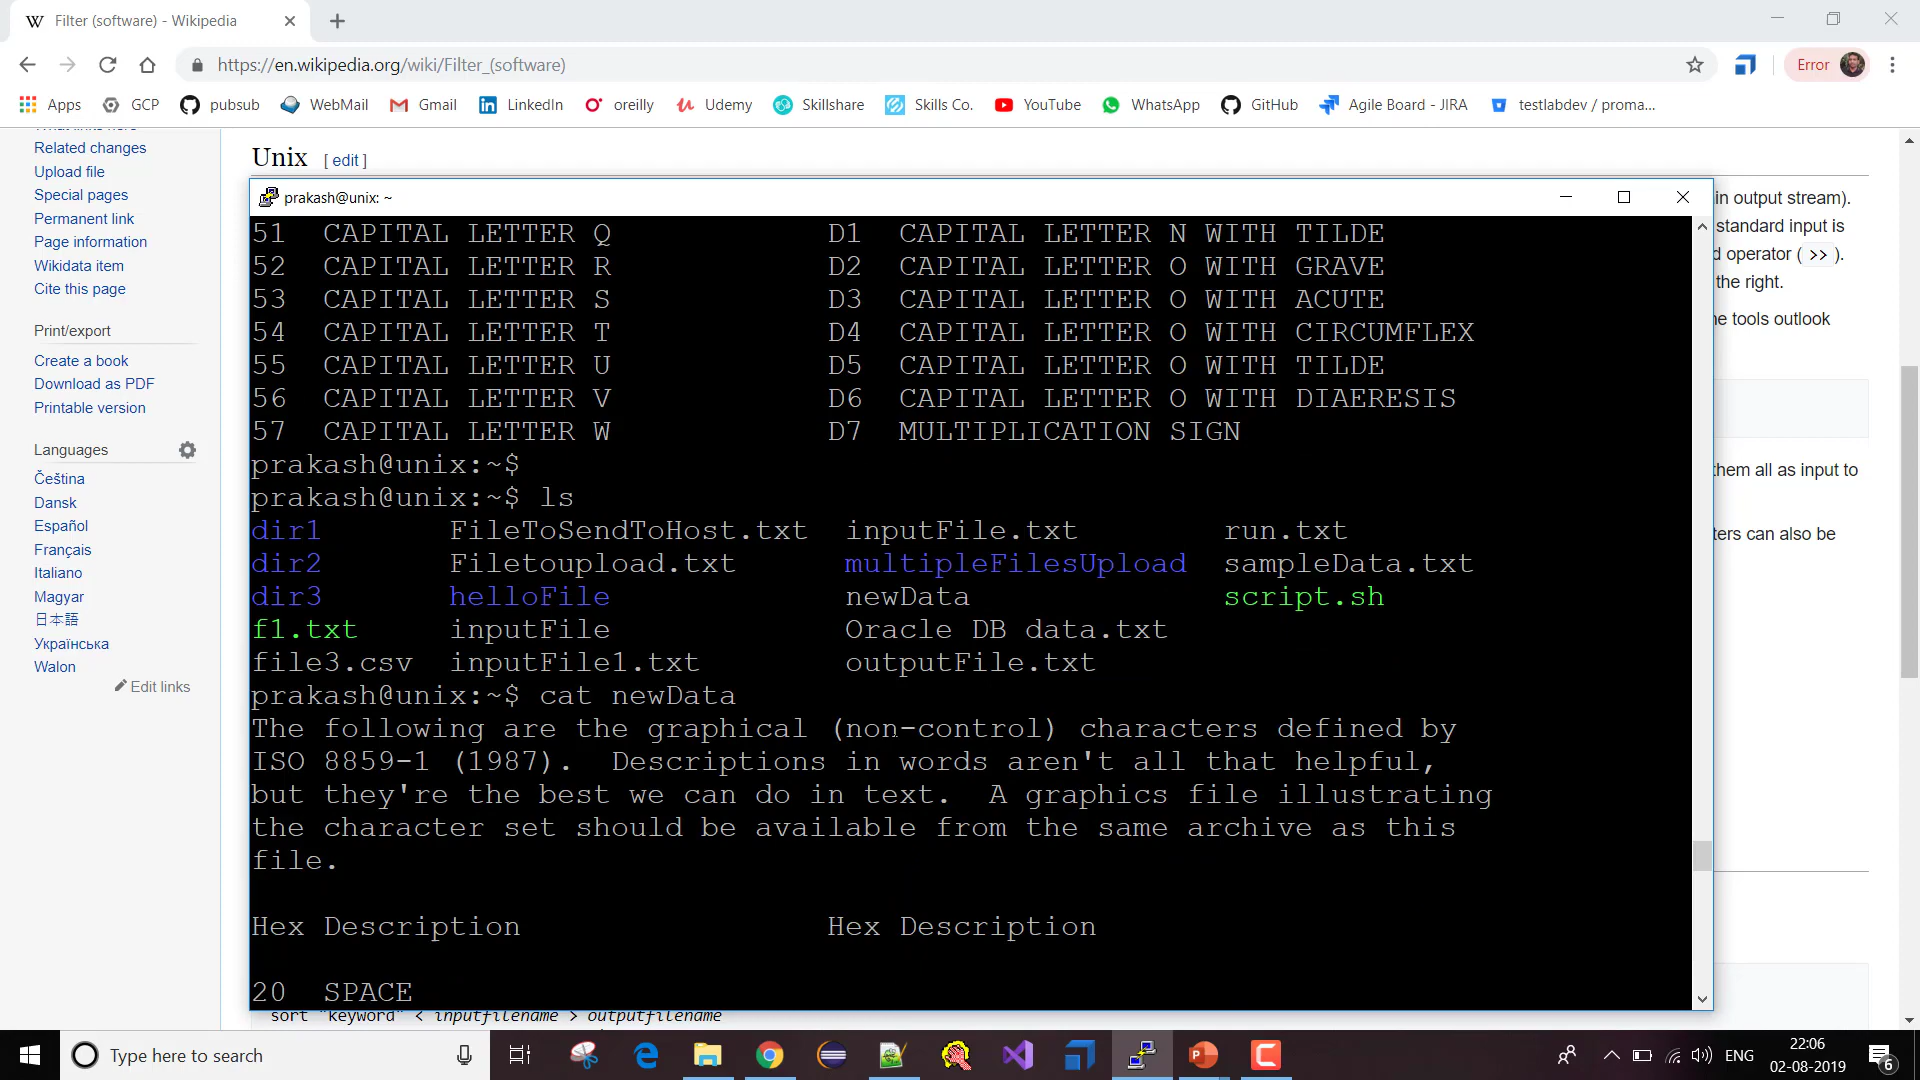 Filter (software) - Wikipedia
https://en.wikipedia.org/wiki/Filter_(software)
Error
Apps GCP pubsub WebMail Gmail LinkedIn oreilly Udemy Skillshare Skills Co. YouTube WhatsApp GitHub Agile Board - JIRA testlabdev / proma...
Related changes
Upload file
Special pages
Permanent link
Page information
Wikidata item
Cite this page
Print/export
Create a book
Download as PDF
Printable version
Languages
Čeština
Dansk
Español
Français
Italiano
Magyar
日本語
Українська
Walon
Edit links
Unix [ edit ]
in output stream).
standard input is
d operator ( >> ).
the right.
ne tools outlook
them all as input to
ters can also be
prakash@unix: ~
51 CAPITAL LETTER Q D1 CAPITAL LETTER N WITH TILDE
52 CAPITAL LETTER R D2 CAPITAL LETTER O WITH GRAVE
53 CAPITAL LETTER S D3 CAPITAL LETTER O WITH ACUTE
54 CAPITAL LETTER T D4 CAPITAL LETTER O WITH CIRCUMFLEX
55 CAPITAL LETTER U D5 CAPITAL LETTER O WITH TILDE
56 CAPITAL LETTER V D6 CAPITAL LETTER O WITH DIAERESIS
57 CAPITAL LETTER W D7 MULTIPLICATION SIGN
prakash@unix:~$
prakash@unix:~$ ls
dir1 FileToSendToHost.txt inputFile.txt run.txt
dir2 Filetoupload.txt multipleFilesUpload sampleData.txt
dir3 helloFile newData script.sh
f1.txt inputFile Oracle DB data.txt
file3.csv inputFile1.txt outputFile.txt
prakash@unix:~$ cat newData
The following are the graphical (non-control) characters defined by
ISO 8859-1 (1987). Descriptions in words aren't all that helpful,
but they're the best we can do in text. A graphics file illustrating
the character set should be available from the same archive as this
file.
Hex Description Hex Description
20 SPACE
sort "keyword" < inputfilename > outputfilename
Type here to search
ENG
22:06
02-08-2019
6